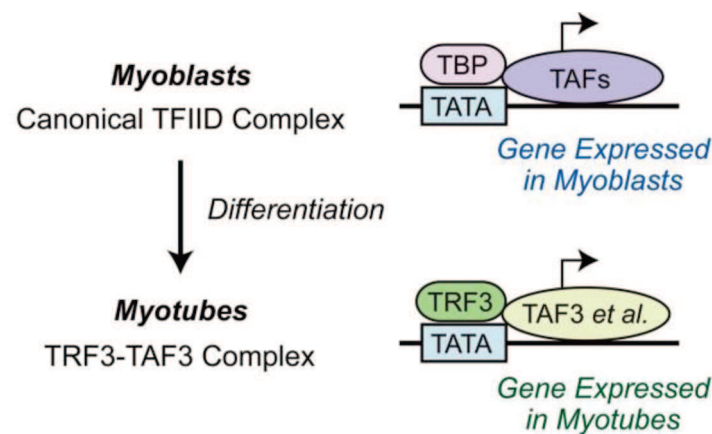 Myoblasts
Canonical TFIID Complex
TBP
TAFs
TATA
Gene Expressed
in Myoblasts
Differentiation
Myotubes
TRF3-TAF3 Complex
TRF3
TAF3 et al.
TATA
Gene Expressed
in Myotubes